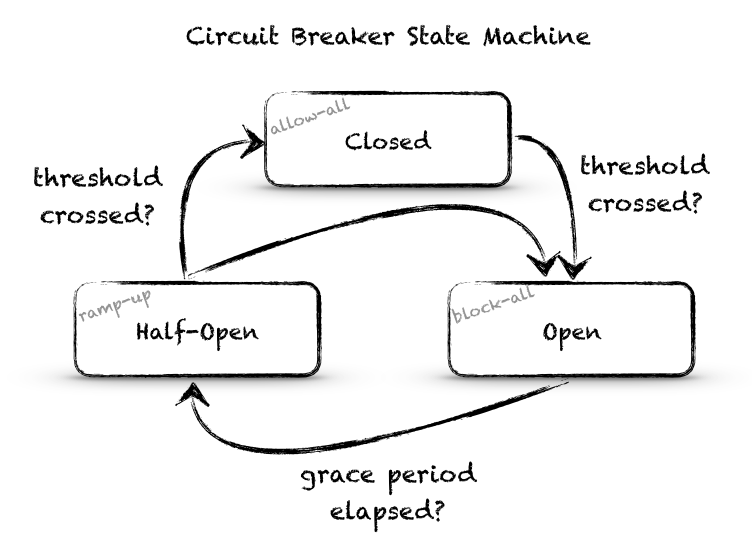 Circuit Breaker State Machine
allow-all
Closed
threshold
crossed?
threshold
crossed?
ramp-up
Half-Open
block-all
Open
grace period
elapsed?